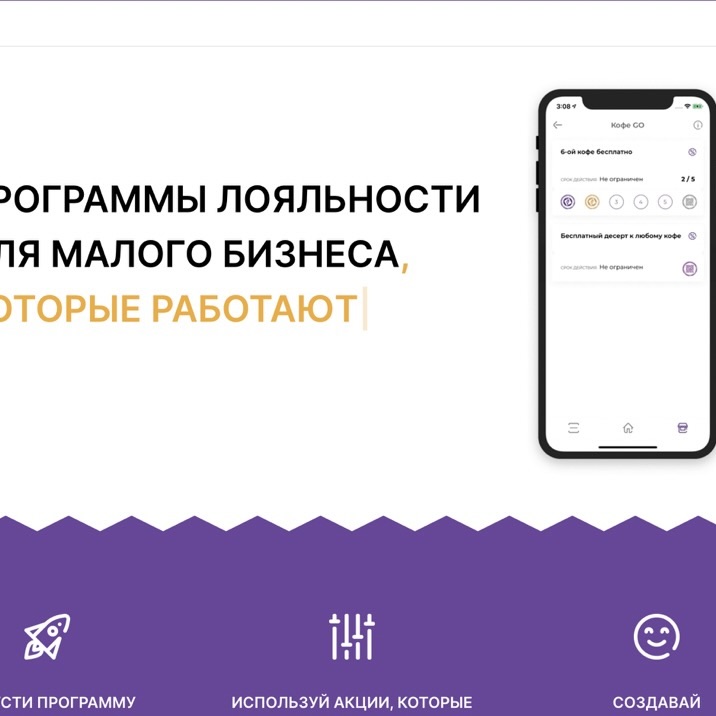 РОГРАММЫ ЛОЯЛЬНОСТИ
ЛЯ МАЛОГО БИЗНЕСА,
ОТОРЫЕ РАБОТАЮТ
3:08
Кофе GO
6-ой кофе бесплатно
срок действия: Не ограничен 2 / 5
3 4 5
Бесплатный десерт к любому кофе
срок действия: Не ограничен
СТИ ПРОГРАММУ
ИСПОЛЬЗУЙ АКЦИИ, КОТОРЫЕ
СОЗДАВАЙ